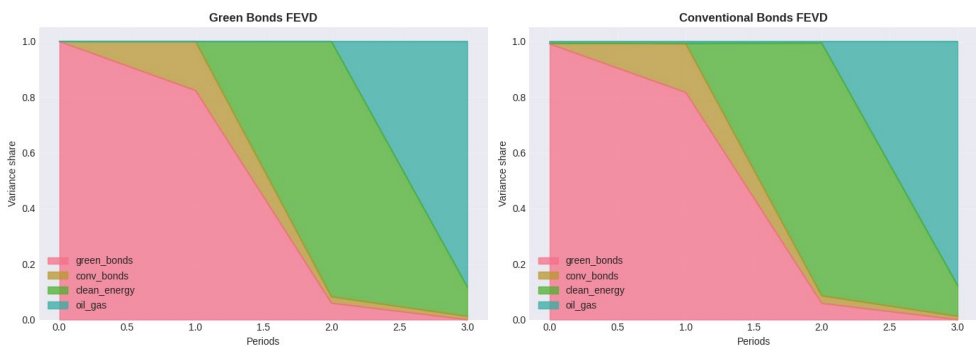 Green Bonds FEVD
1.0
0.8
0.6
0.4
0.2
0.0
Variance share
green_bonds
conv_bonds
clean_energy
oil_gas
0.0 0.5 1.0 1.5 2.0 2.5 3.0
Periods
Conventional Bonds FEVD
1.0
0.8
0.6
0.4
0.2
0.0
Variance share
green_bonds
conv_bonds
clean_energy
oil_gas
0.0 0.5 1.0 1.5 2.0 2.5 3.0
Periods